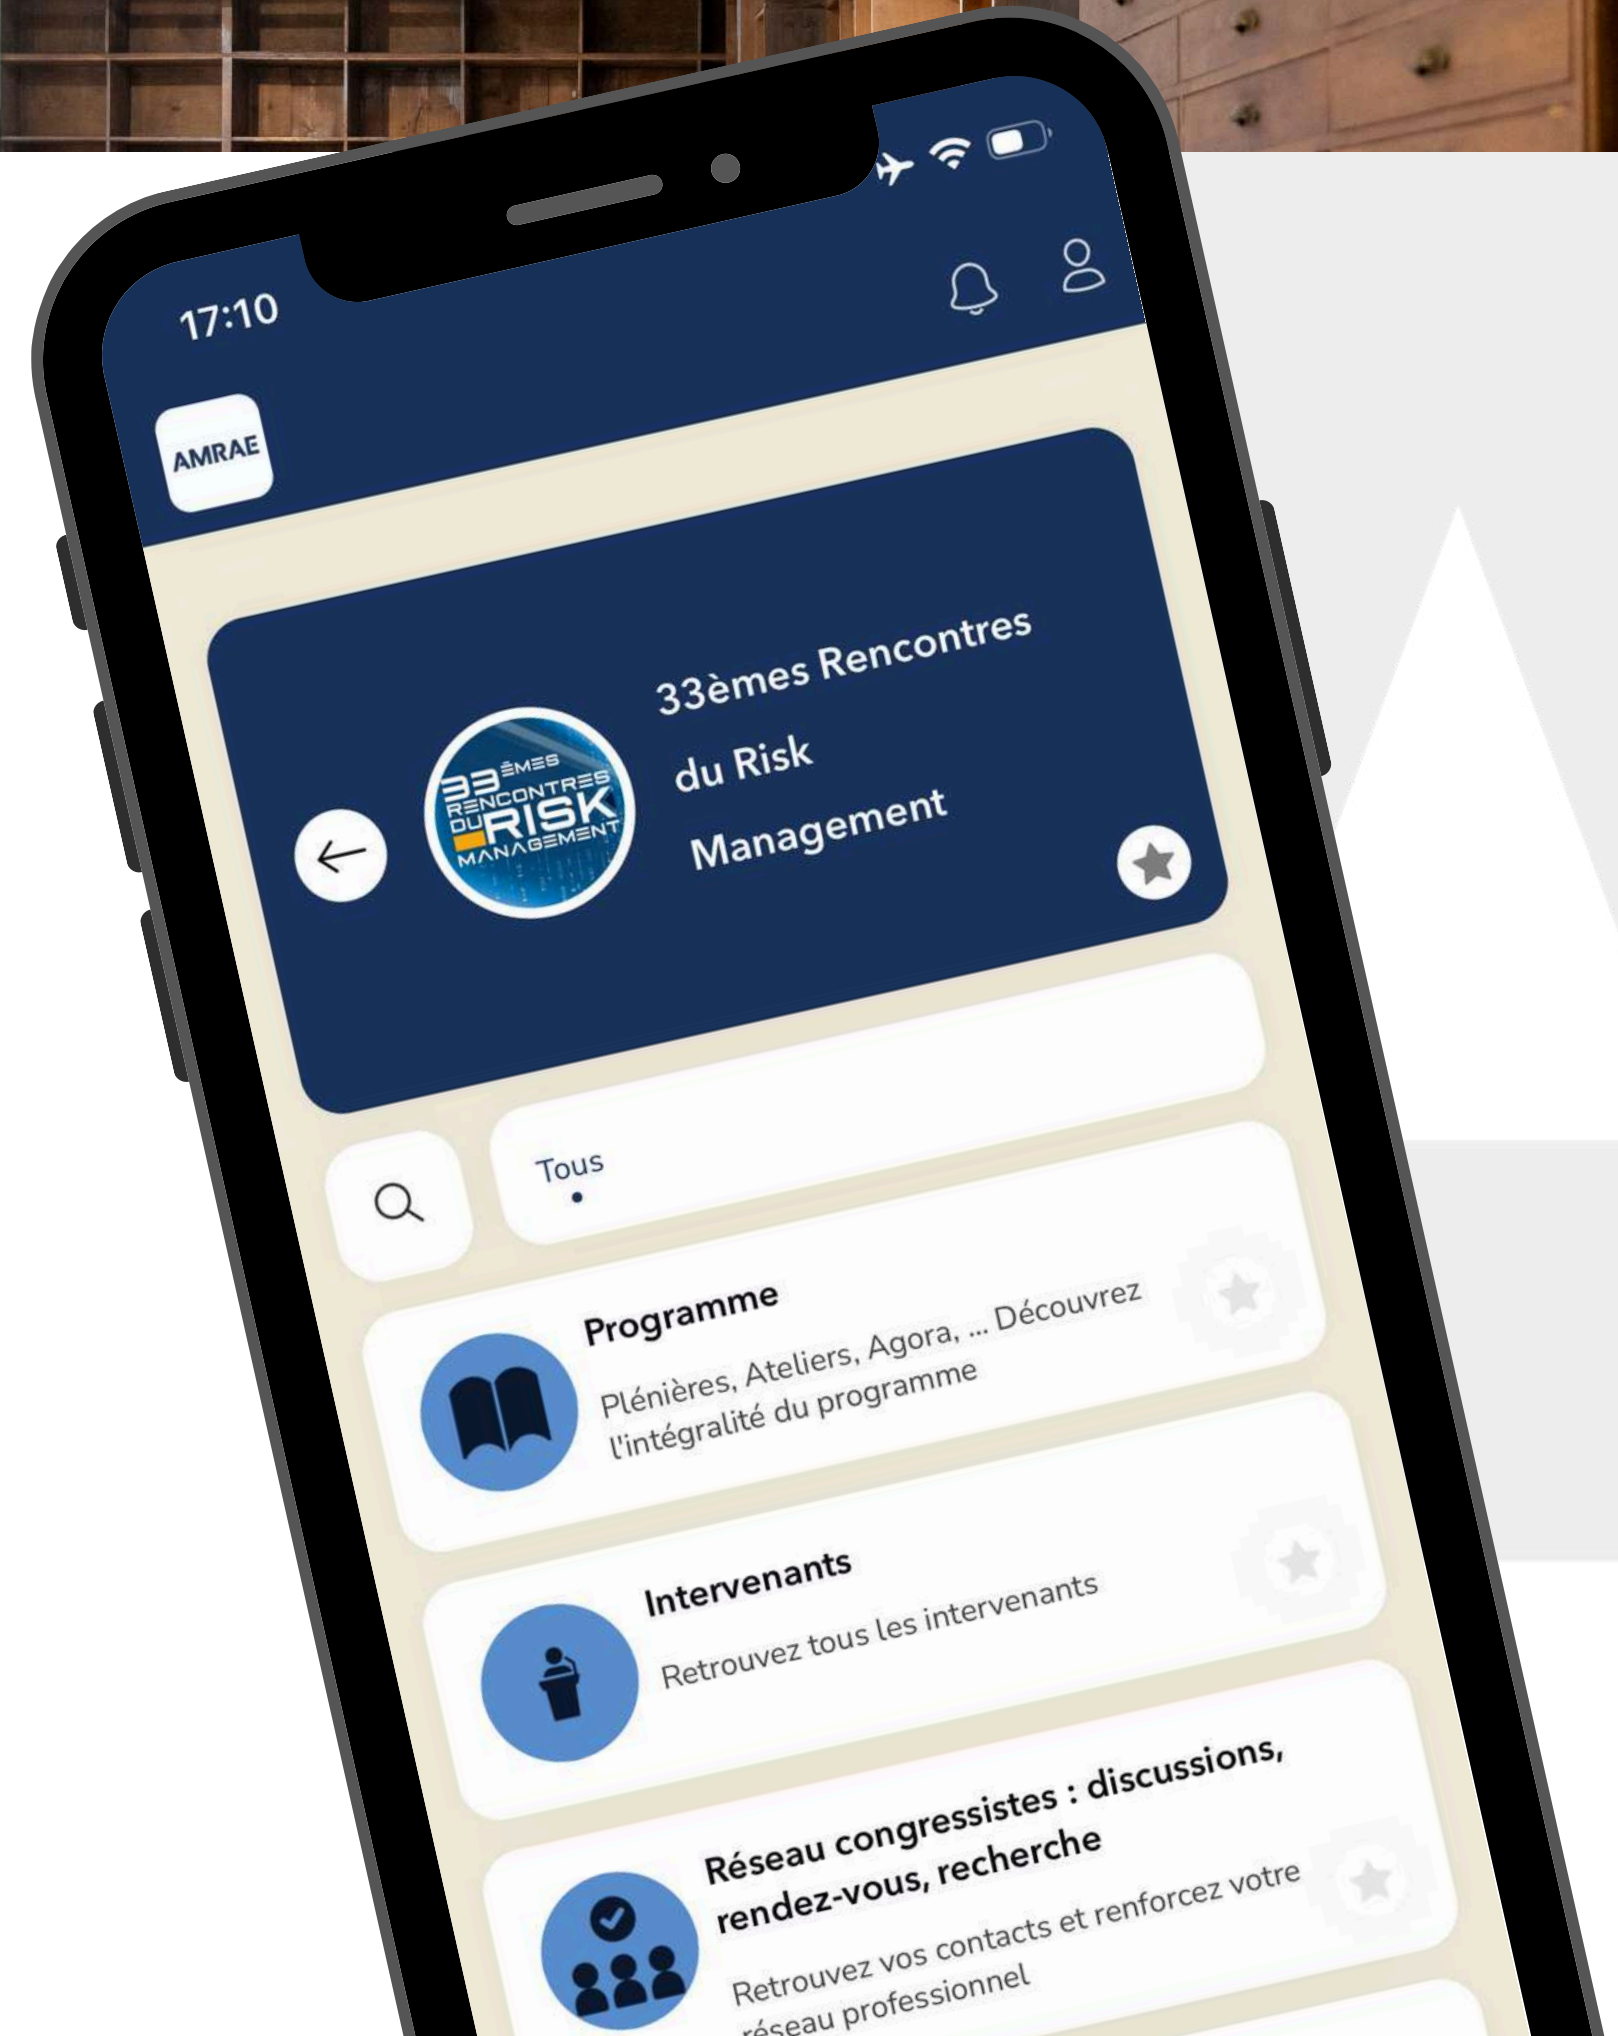 17:10
AMRAE
33ÈMES
RENCONTRES
DU RISK
MANAGEMENT
33èmes Rencontres
du Risk
Management
Tous
Programme
Plénières, Ateliers, Agora, ... Découvrez
l'intégralité du programme
Intervenants
Retrouvez tous les intervenants
Réseau congressistes : discussions,
rendez-vous, recherche
Retrouvez vos contacts et renforcez votre
réseau professionnel